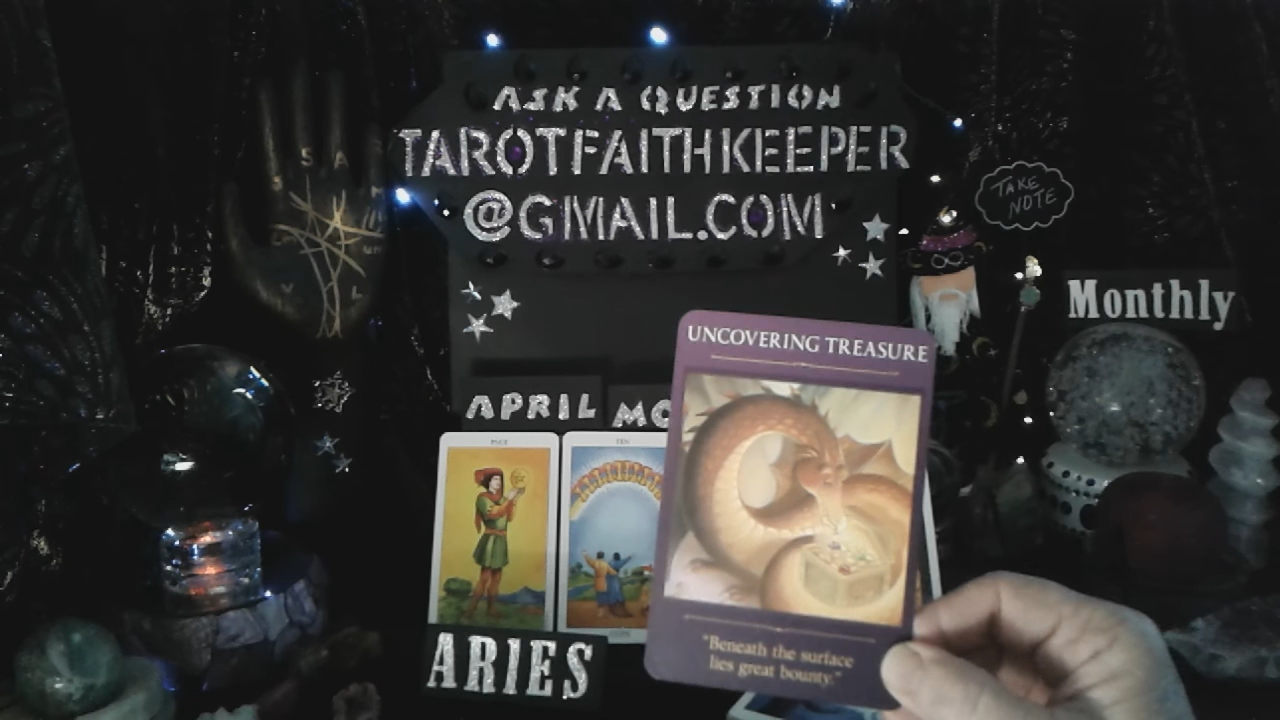 ASK A QUESTION
TAROTFAITHKEEPER
@GMAIL.COM
TAKE
NOTE
S A
Monthly
UNCOVERING TREASURE
APRIL MO
PAGE
TEN
"Beneath the surface
lies great bounty."
ARIES